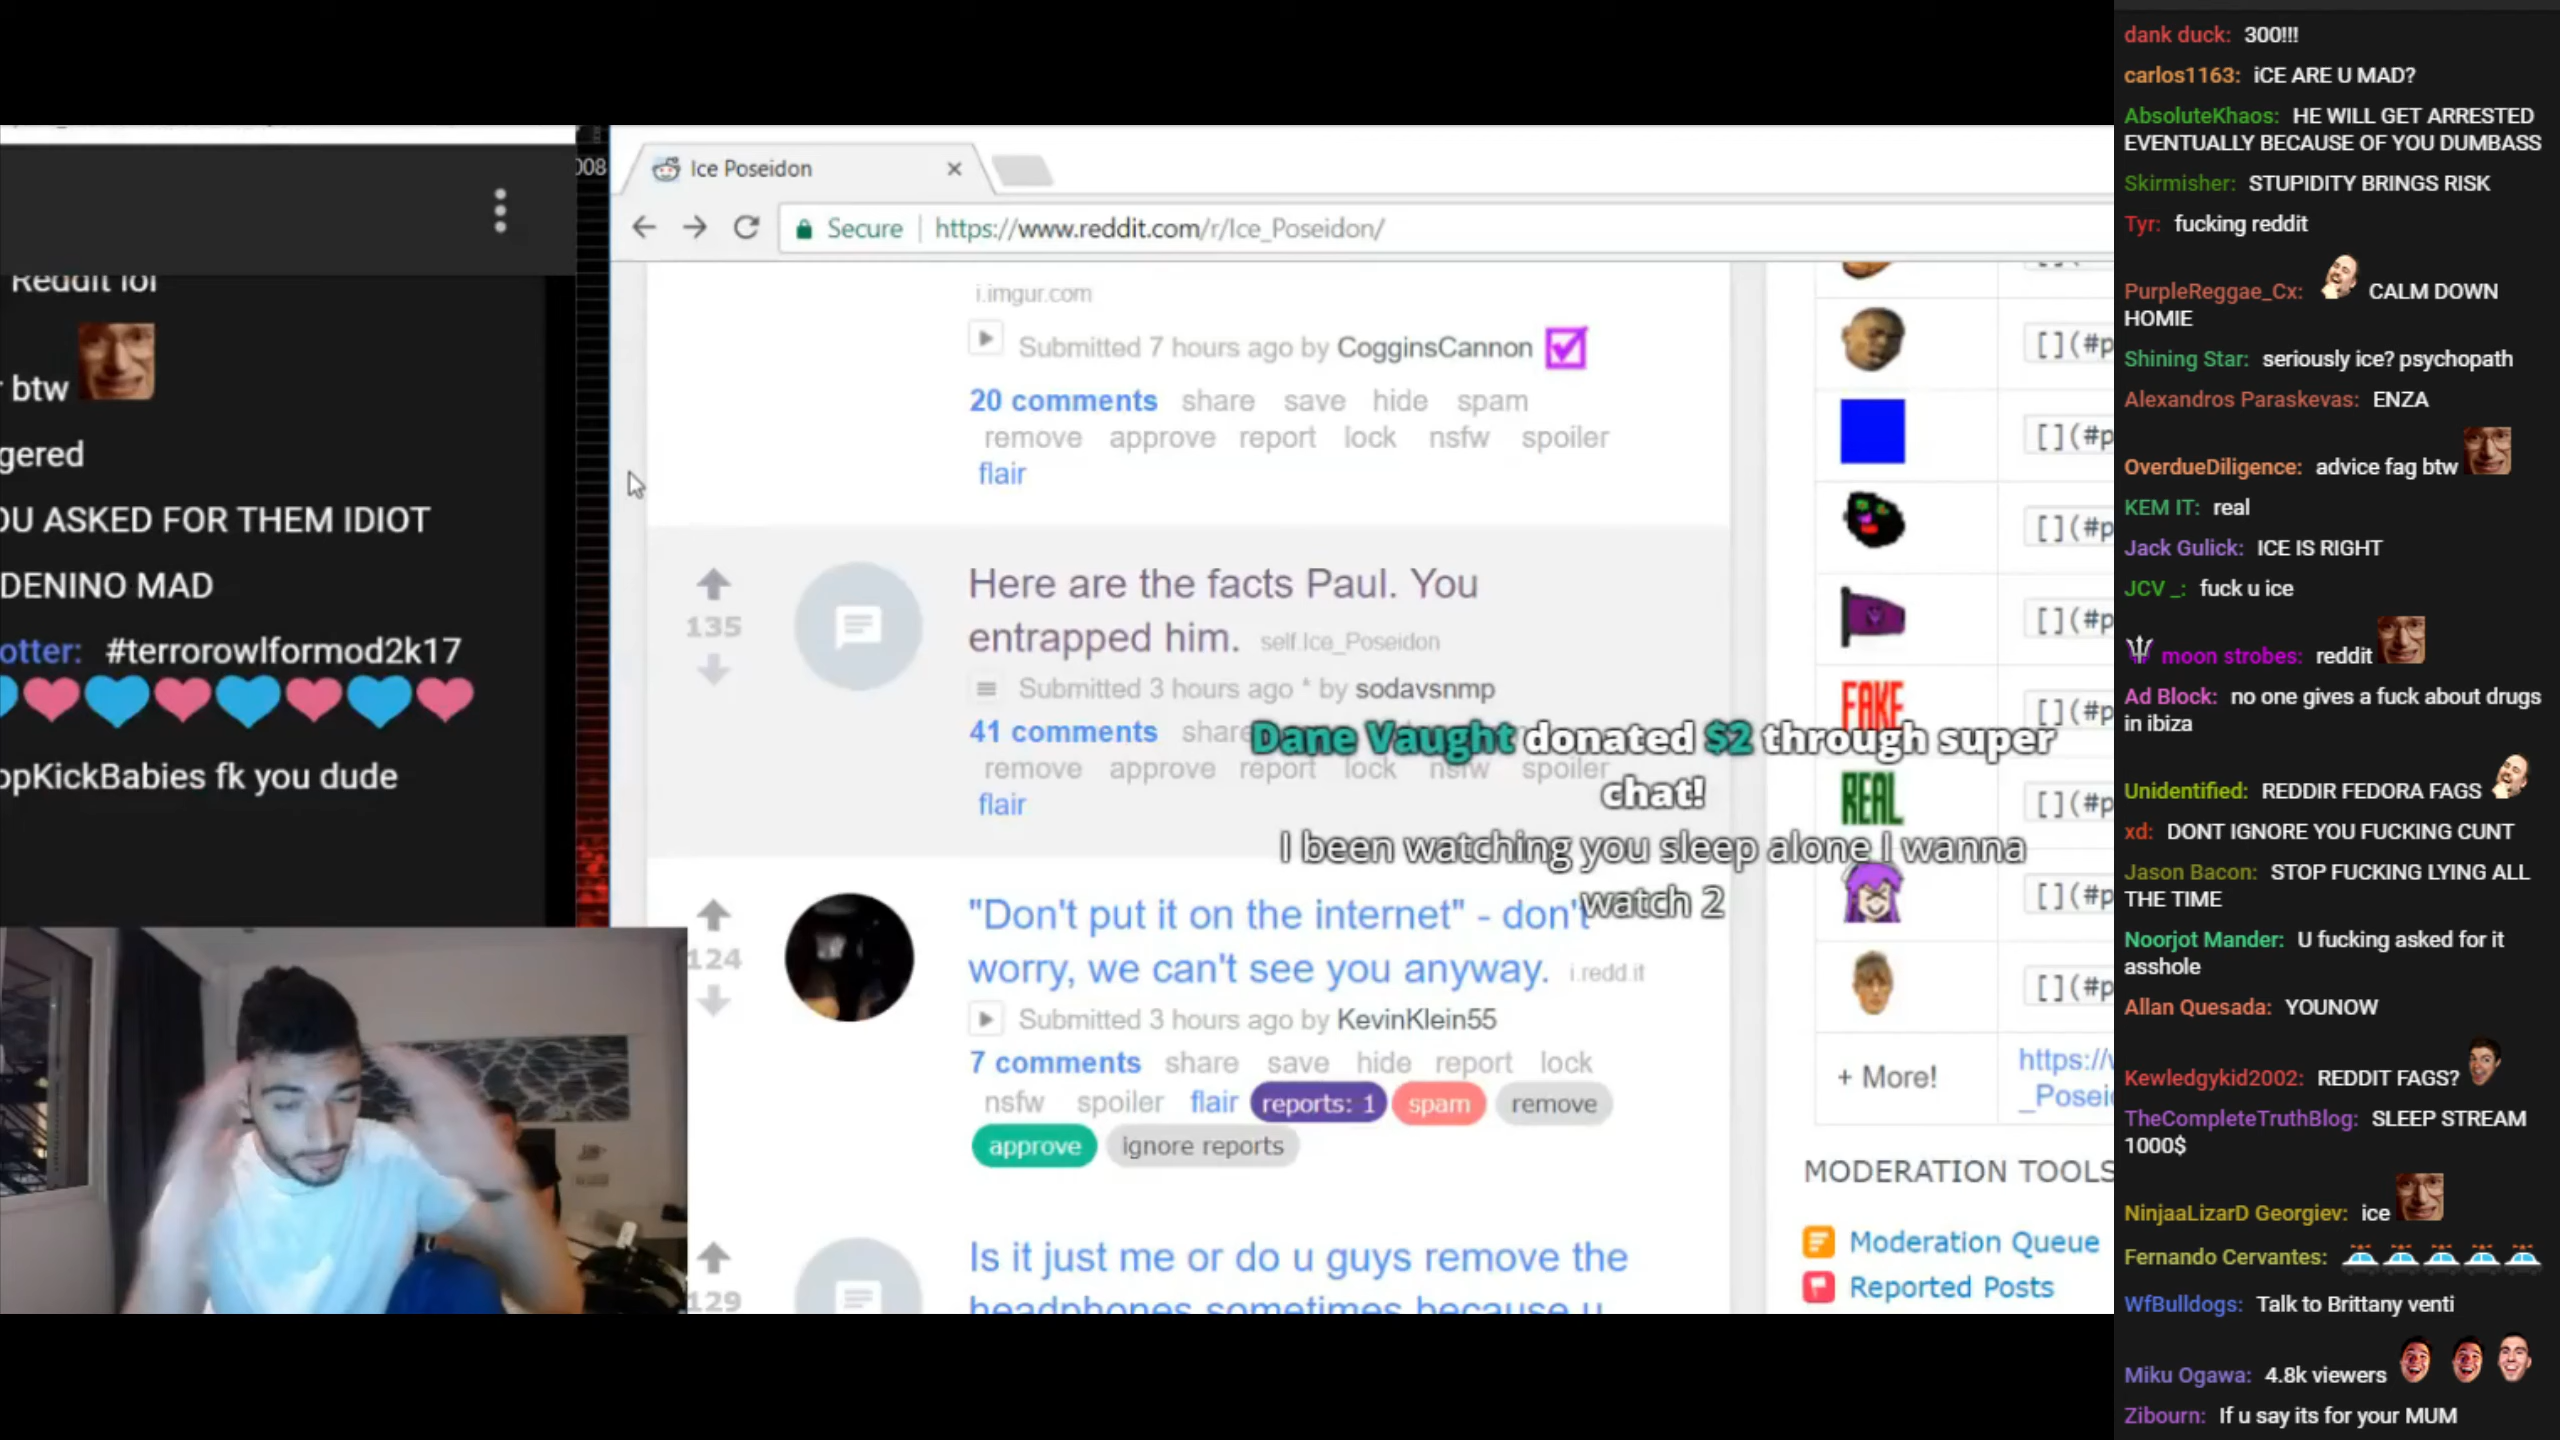 Reddit lol
btw
gered
OU ASKED FOR THEM IDIOT
DENINO MAD
otter: #terrorowlformod2k17
opKickBabies fk you dude
008
Ice Poseidon
Secure
https://www.reddit.com/r/Ice_Poseidon/
i.imgur.com
Submitted 7 hours ago by CogginsCannon
20 comments share save hide spam
remove approve report lock nsfw spoiler
flair
135
Here are the facts Paul. You
entrapped him. self.Ice_Poseidon
Submitted 3 hours ago * by sodavsnmp
41 comments share
remove approve report lock nsfw spoiler
flair
Dane Vaught donated $2 through super
chat!
I been watching you sleep alone I wanna
watch 2
124
"Don't put it on the internet" - don't
worry, we can't see you anyway. i.redd.it
Submitted 3 hours ago by KevinKlein55
7 comments share save hide report lock
nsfw spoiler flair reports: 1 spam remove
approve ignore reports
129
Is it just me or do u guys remove the
headphones sometimes because u
[](#p
[](#p
[](#p
[](#p
FAKE [](#p
REAL [](#p
[](#p
[](#p
+ More!
https://w
_Poseid
MODERATION TOOLS
Moderation Queue
Reported Posts
dank duck: 300!!!
carlos1163: iCE ARE U MAD?
AbsoluteKhaos: HE WILL GET ARRESTED
EVENTUALLY BECAUSE OF YOU DUMBASS
Skirmisher: STUPIDITY BRINGS RISK
Tyr: fucking reddit
PurpleReggae_Cx: CALM DOWN
HOMIE
Shining Star: seriously ice? psychopath
Alexandros Paraskevas: ENZA
OverdueDiligence: advice fag btw
KEM IT: real
Jack Gulick: ICE IS RIGHT
JCV _: fuck u ice
moon strobes: reddit
Ad Block: no one gives a fuck about drugs
in ibiza
Unidentified: REDDIR FEDORA FAGS
xd: DONT IGNORE YOU FUCKING CUNT
Jason Bacon: STOP FUCKING LYING ALL
THE TIME
Noorjot Mander: U fucking asked for it
asshole
Allan Quesada: YOUNOW
Kewledgykid2002: REDDIT FAGS?
TheCompleteTruthBlog: SLEEP STREAM
1000$
NinjaaLizarD Georgiev: ice
Fernando Cervantes:
WfBulldogs: Talk to Brittany venti
Miku Ogawa: 4.8k viewers
Zibourn: If u say its for your MUM